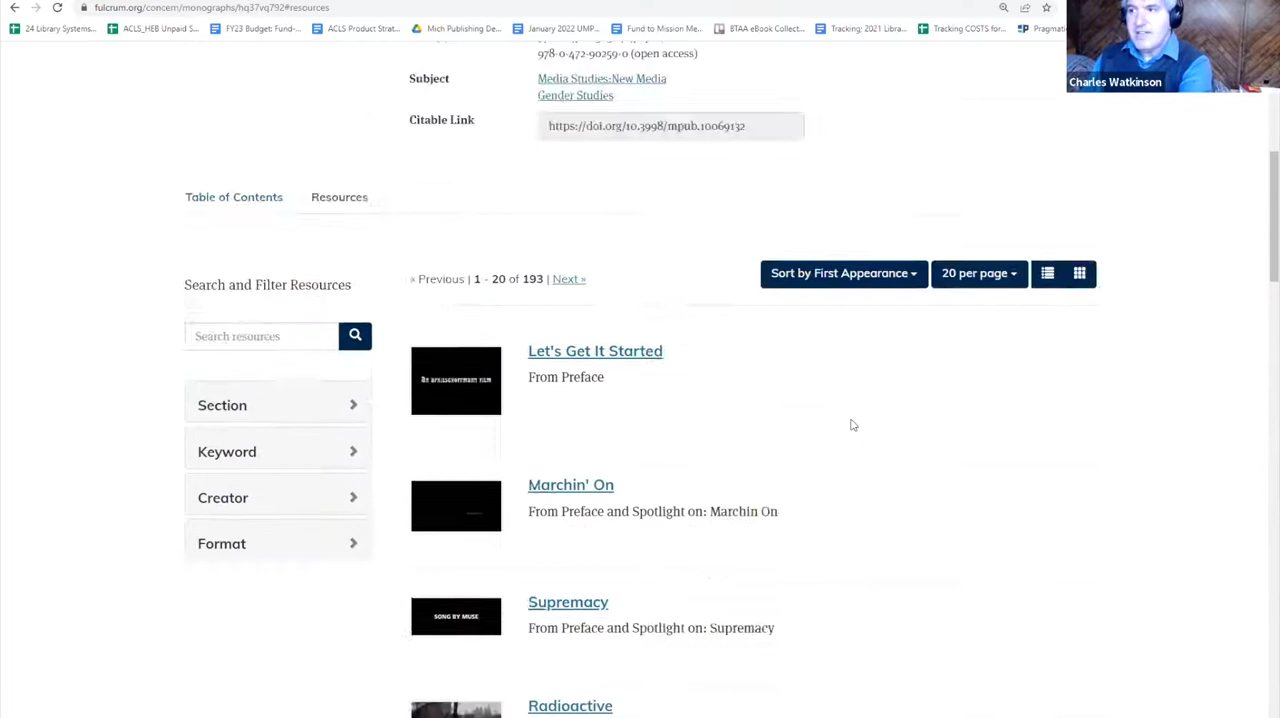 fulcrum.org/concern/monographs/hq37vq792#resources
24 Library Systems...
ACLS_HEB Unpaid S...
FY23 Budget: Fund-...
ACLS Product Strat...
Mich Publishing De...
January 2022 UMP...
Fund to Mission Me...
BTAA eBook Collect...
Tracking: 2021 Libra...
Tracking COSTS for...
Pragmati
Charles Watkinson
978-0-472-90259-0 (open access)
Subject
Media Studies:New Media
Gender Studies
Citable Link
https://doi.org/10.3998/mpub.10069132
Table of Contents
Resources
Search and Filter Resources
« Previous | 1 - 20 of 193 | Next »
Sort by First Appearance
20 per page
Search resources
Section
Keyword
Creator
Format
Let's Get It Started
From Preface
Marchin' On
From Preface and Spotlight on: Marchin On
SONG BY MUSE
Supremacy
From Preface and Spotlight on: Supremacy
Radioactive